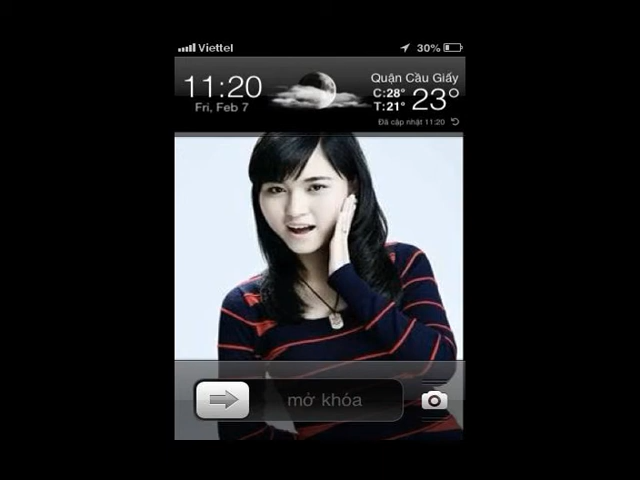 Viettel 30%
11:20
Fri, Feb 7
Quận Cầu Giấy
C:28°
T:21°
23°
Đã cập nhật 11:20
mở khóa